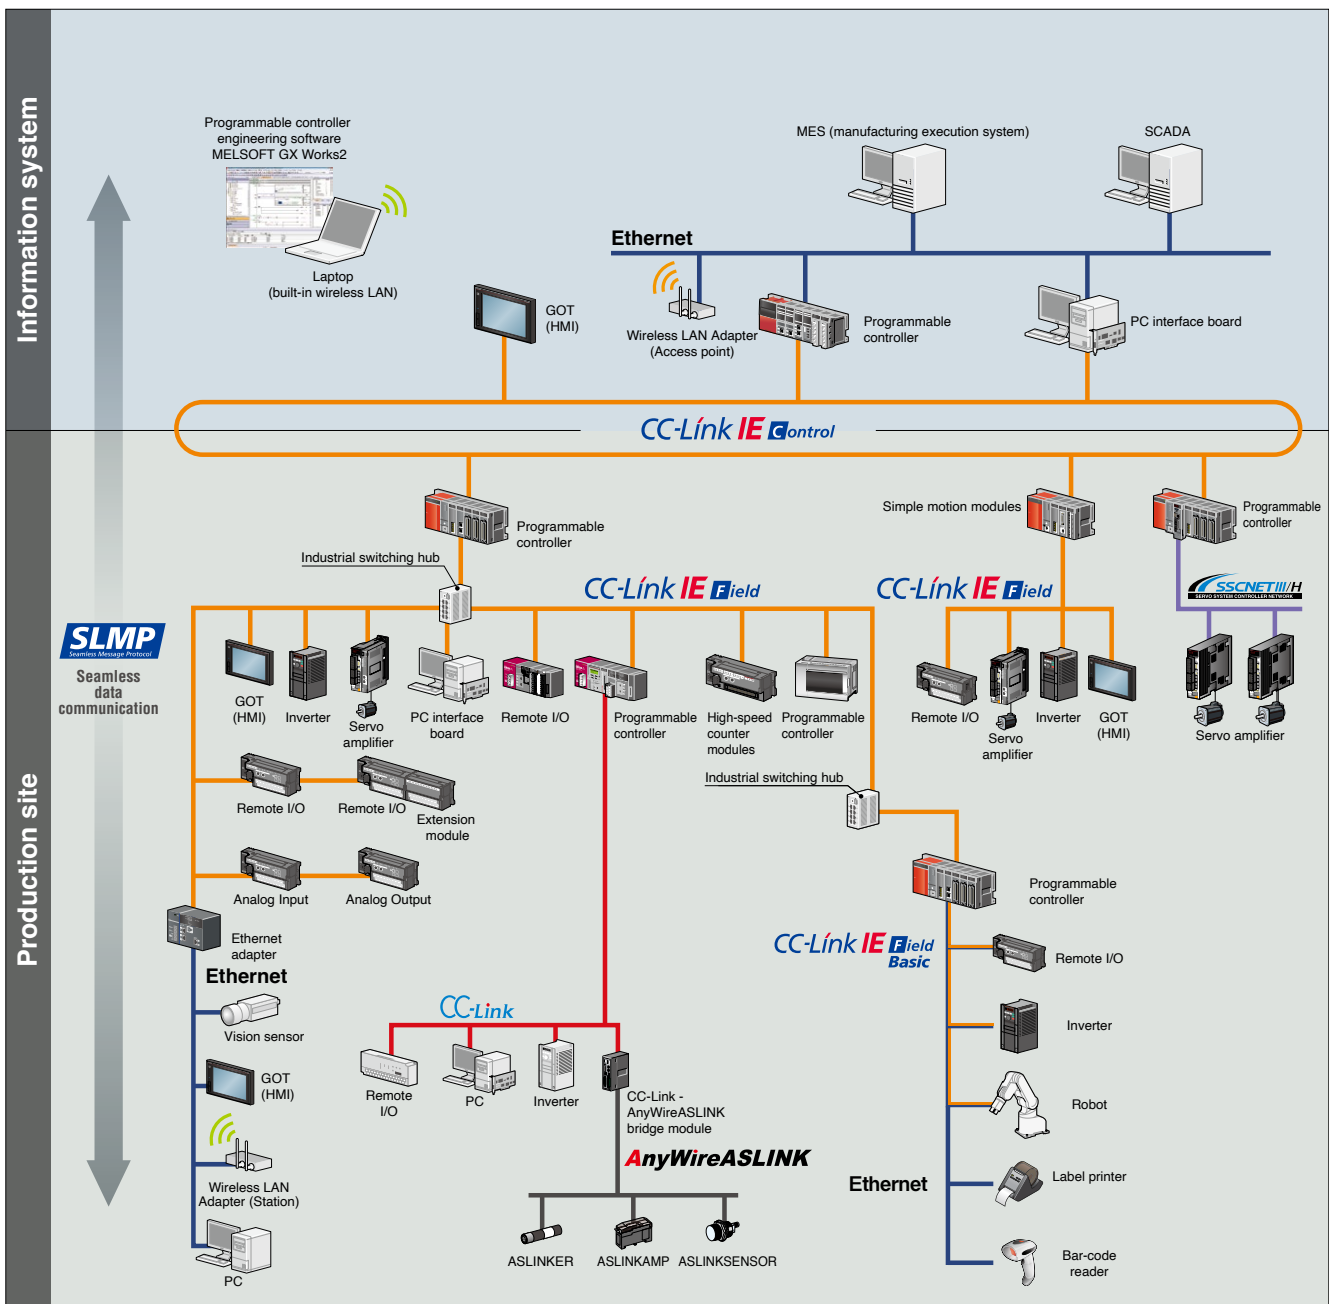 Information system
Programmable controller
engineering software
MELSOFT GX Works2
Laptop
(built-in wireless LAN)
MES (manufacturing execution system)
SCADA
Ethernet
GOT
(HMI)
Wireless LAN Adapter
(Access point)
Programmable
controller
PC interface board
CC-Link IE Control
Production site
SLMP
Seamless Message Protocol
Seamless
data
communication
Programmable
controller
Simple motion modules
Programmable
controller
Industrial switching hub
CC-Link IE Field
CC-Link IE Field
SSCNETIII/H
SERVO SYSTEM CONTROLLER NETWORK
GOT
(HMI)
Inverter
Servo
amplifier
PC interface
board
Remote I/O
Programmable
controller
High-speed
counter
modules
Programmable
controller
Remote I/O
Servo
amplifier
Inverter
GOT
(HMI)
Servo amplifier
Industrial switching hub
Remote I/O
Remote I/O
Extension
module
Analog Input
Analog Output
Programmable
controller
Ethernet
adapter
CC-Link IE Field
Basic
Remote I/O
Ethernet
Vision sensor
CC-Link
Inverter
GOT
(HMI)
Remote
I/O
PC
Inverter
CC-Link -
AnyWireASLINK
bridge module
Robot
AnyWireASLINK
Wireless LAN
Adapter (Station)
Ethernet
Label printer
PC
ASLINKER
ASLINKAMP
ASLINKSENSOR
Bar-code
reader